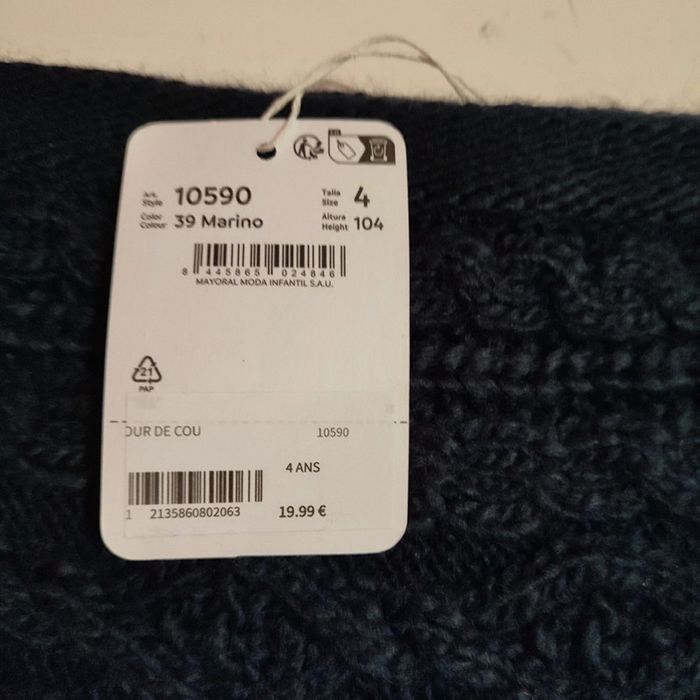 Art. Style 10590 Talla Size 4
Color Colour 39 Marino Altura Height 104
8 445865 024846
MAYORAL MODA INFANTIL S.A.U.
21
PAP
OUR DE COU 10590
4 ANS
1 2135860802063 19.99 €